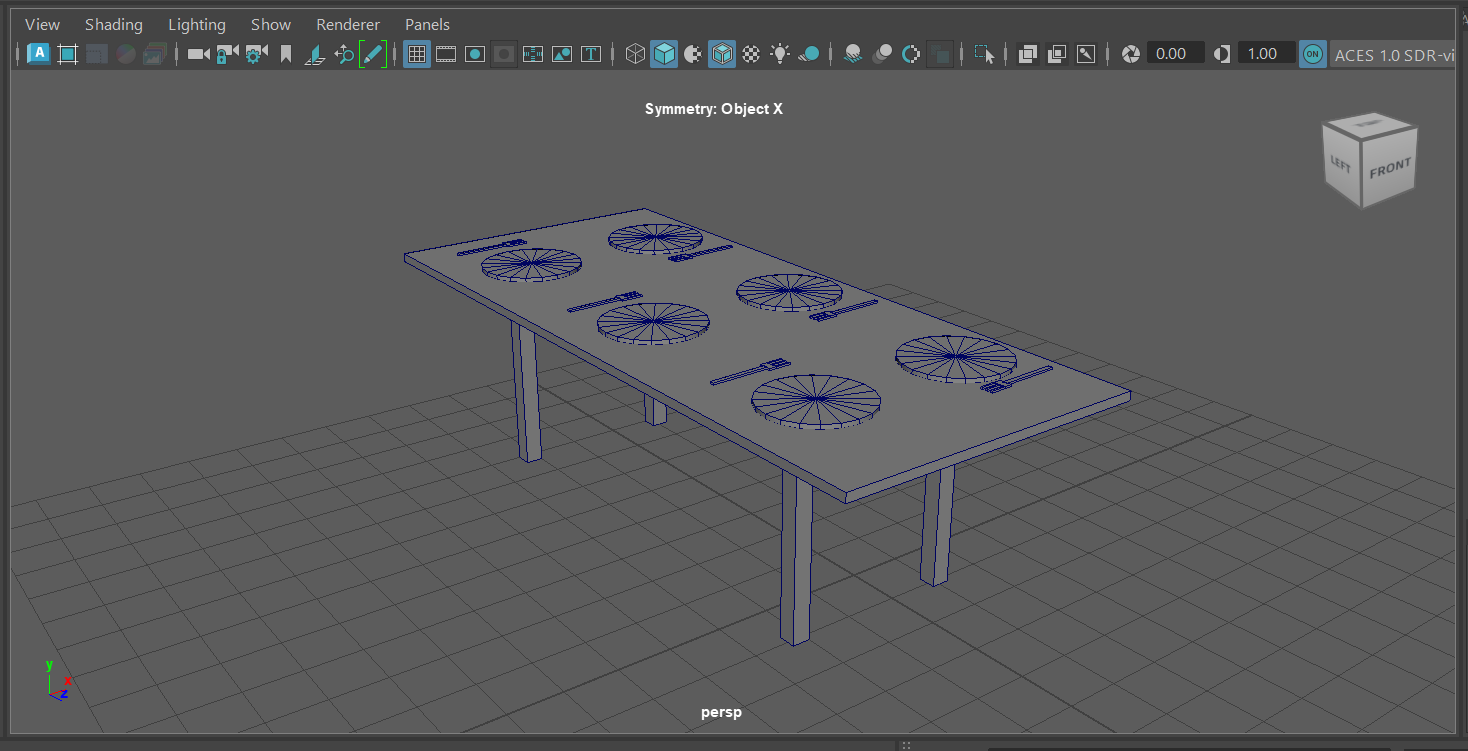 View Shading Lighting Show Renderer Panels
A T 0.00 1.00 ON ACES 1.0 SDR-vi
Symmetry: Object X
LEFT FRONT
y
x
z
persp